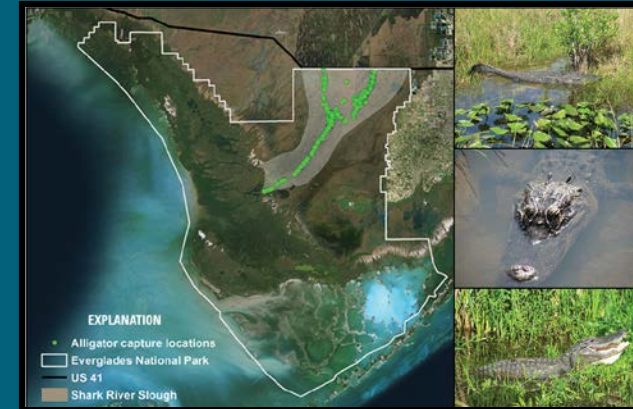 EXPLANATION
Alligator capture locations
Everglades National Park
US 41
Shark River Slough